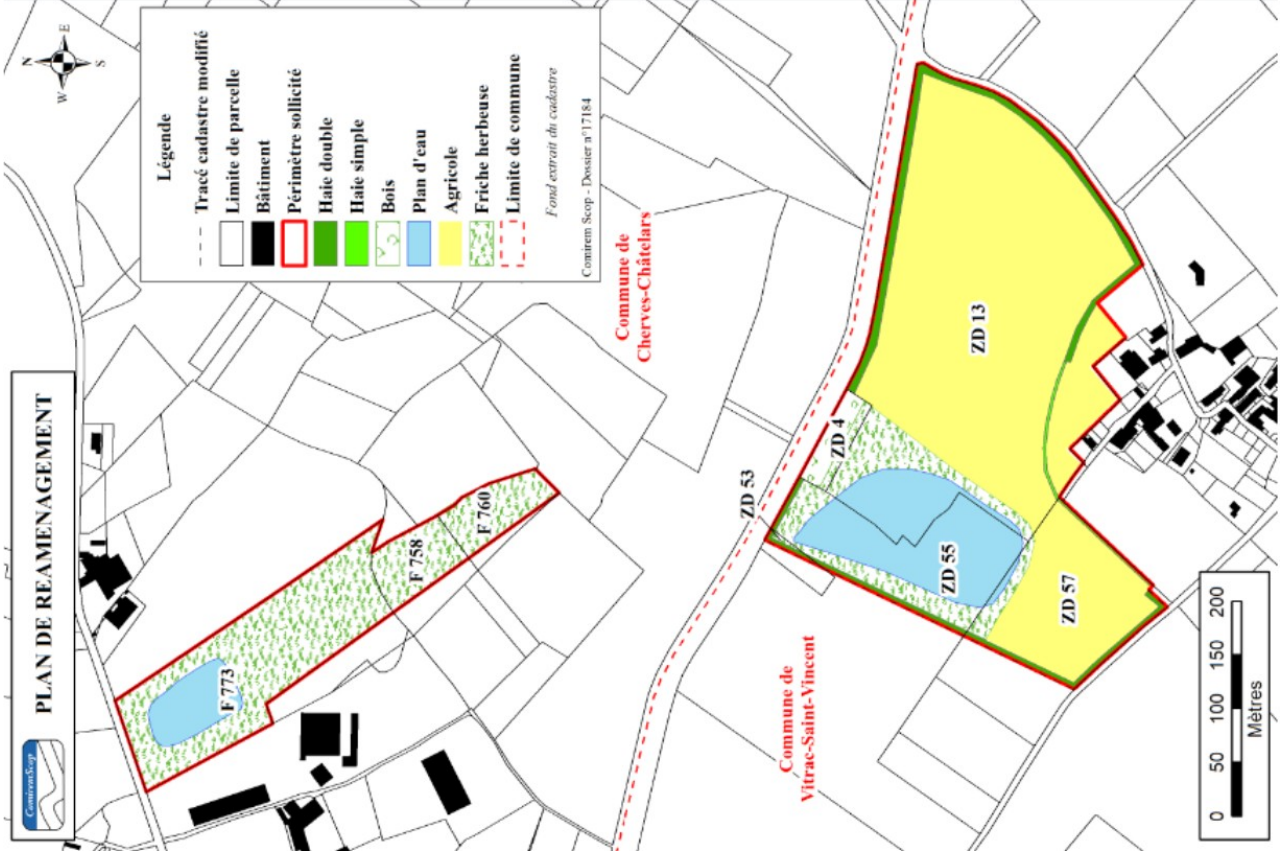 PLAN DE REAMENAGEMENT
ComiremScop
N
E
S
W
Légende
Tracé cadastre modifié
Limite de parcelle
Bâtiment
Périmètre sollicité
Haie double
Haie simple
Bois
Plan d'eau
Agricole
Friche herbeuse
Limite de commune
Fond extrait du cadastre
Comirem Scop - Dossier n°17184
F 773
F 758
F 760
Commune de
Cherves-Châtelars
ZD 53
ZD 4
ZD 13
ZD 55
ZD 57
Commune de
Vitrac-Saint-Vincent
0 50 100 150 200
Mètres